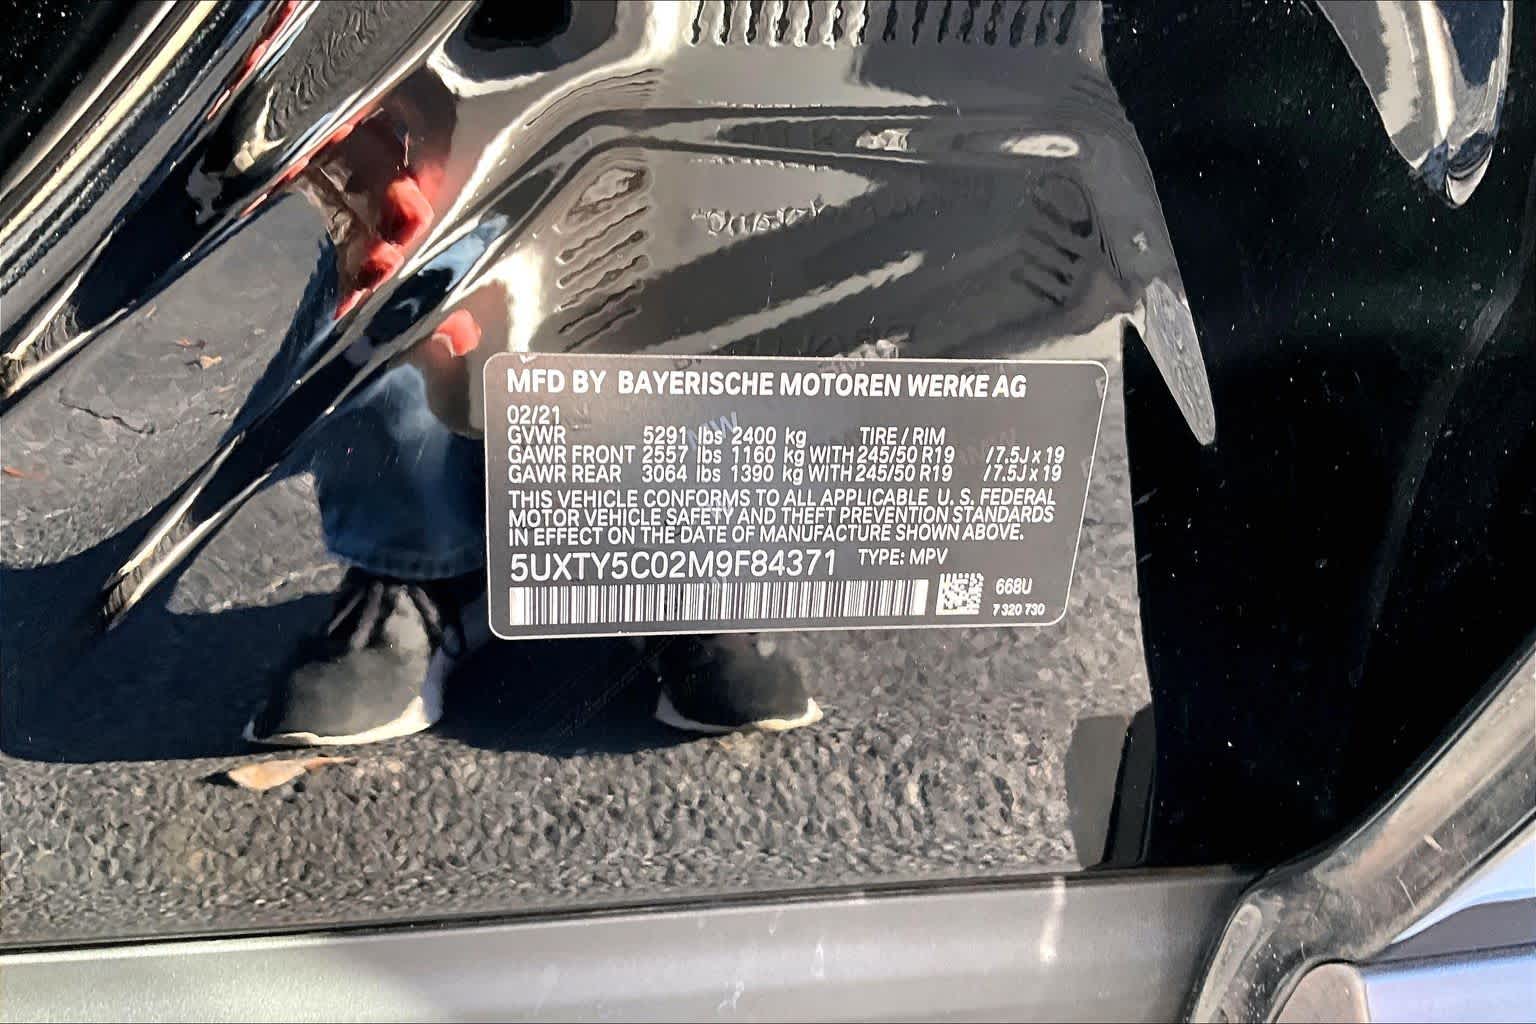 MFD BY BAYERISCHE MOTOREN WERKE AG
02/21
GVWR 5291 lbs 2400 kg TIRE / RIM
GAWR FRONT 2557 lbs 1160 kg WITH 245/50 R19 /7.5J x 19
GAWR REAR 3064 lbs 1390 kg WITH 245/50 R19 /7.5J x 19
THIS VEHICLE CONFORMS TO ALL APPLICABLE U. S. FEDERAL
MOTOR VEHICLE SAFETY AND THEFT PREVENTION STANDARDS
IN EFFECT ON THE DATE OF MANUFACTURE SHOWN ABOVE.
5UXTY5C02M9F84371 TYPE: MPV
668U
7 320 730